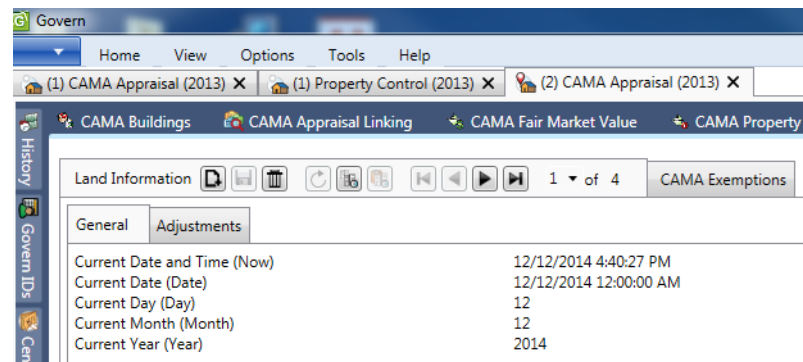 G Govern
Home View Options Tools Help
(1) CAMA Appraisal (2013) X (1) Property Control (2013) X (2) CAMA Appraisal (2013) X
CAMA Buildings CAMA Appraisal Linking CAMA Fair Market Value CAMA Property
History
Govern IDs
Land Information 1 of 4 CAMA Exemptions
General Adjustments
Current Date and Time (Now) 12/12/2014 4:40:27 PM
Current Date (Date) 12/12/2014 12:00:00 AM
Current Day (Day) 12
Current Month (Month) 12
Current Year (Year) 2014